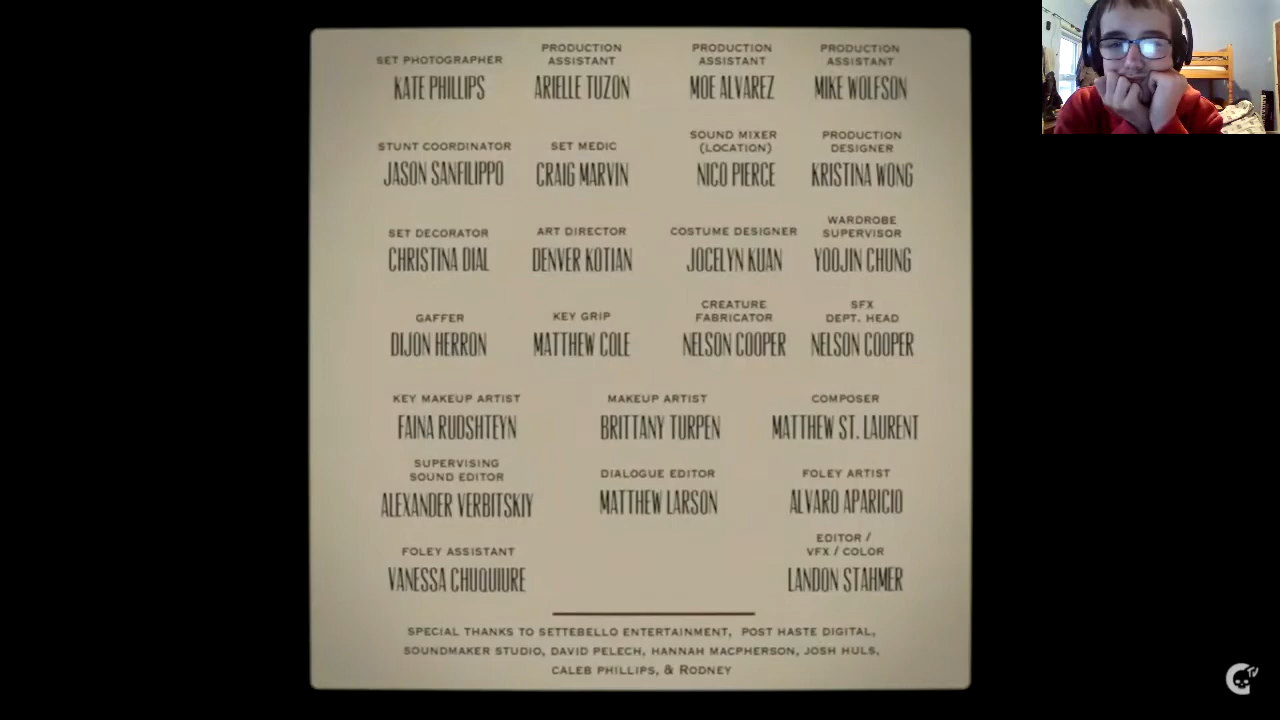 SET PHOTOGRAPHER
KATE PHILLIPS
PRODUCTION
ASSISTANT
ARIELLE TUZON
PRODUCTION
ASSISTANT
MOE ALVAREZ
PRODUCTION
ASSISTANT
MIKE WOLFSON
STUNT COORDINATOR
JASON SANFILIPPO
SET MEDIC
CRAIG MARVIN
SOUND MIXER
(LOCATION)
NICO PIERCE
PRODUCTION
DESIGNER
KRISTINA WONG
SET DECORATOR
CHRISTINA DIAL
ART DIRECTOR
DENVER KOTIAN
COSTUME DESIGNER
JOCELYN KUAN
WARDROBE
SUPERVISOR
YOOJIN CHUNG
GAFFER
DIJON HERRON
KEY GRIP
MATTHEW COLE
CREATURE
FABRICATOR
NELSON COOPER
SFX
DEPT. HEAD
NELSON COOPER
KEY MAKEUP ARTIST
FAINA RUDSHTEYN
MAKEUP ARTIST
BRITTANY TURPEN
COMPOSER
MATTHEW ST. LAURENT
SUPERVISING
SOUND EDITOR
ALEXANDER VERBITSKIY
DIALOGUE EDITOR
MATTHEW LARSON
FOLEY ARTIST
ALVARO APARICIO
FOLEY ASSISTANT
VANESSA CHUQUIURE
EDITOR /
VFX / COLOR
LANDON STAHMER
SPECIAL THANKS TO SETTEBELLO ENTERTAINMENT, POST HASTE DIGITAL,
SOUNDMAKER STUDIO, DAVID PELECH, HANNAH MACPHERSON, JOSH HULS,
CALEB PHILLIPS, & RODNEY
TV